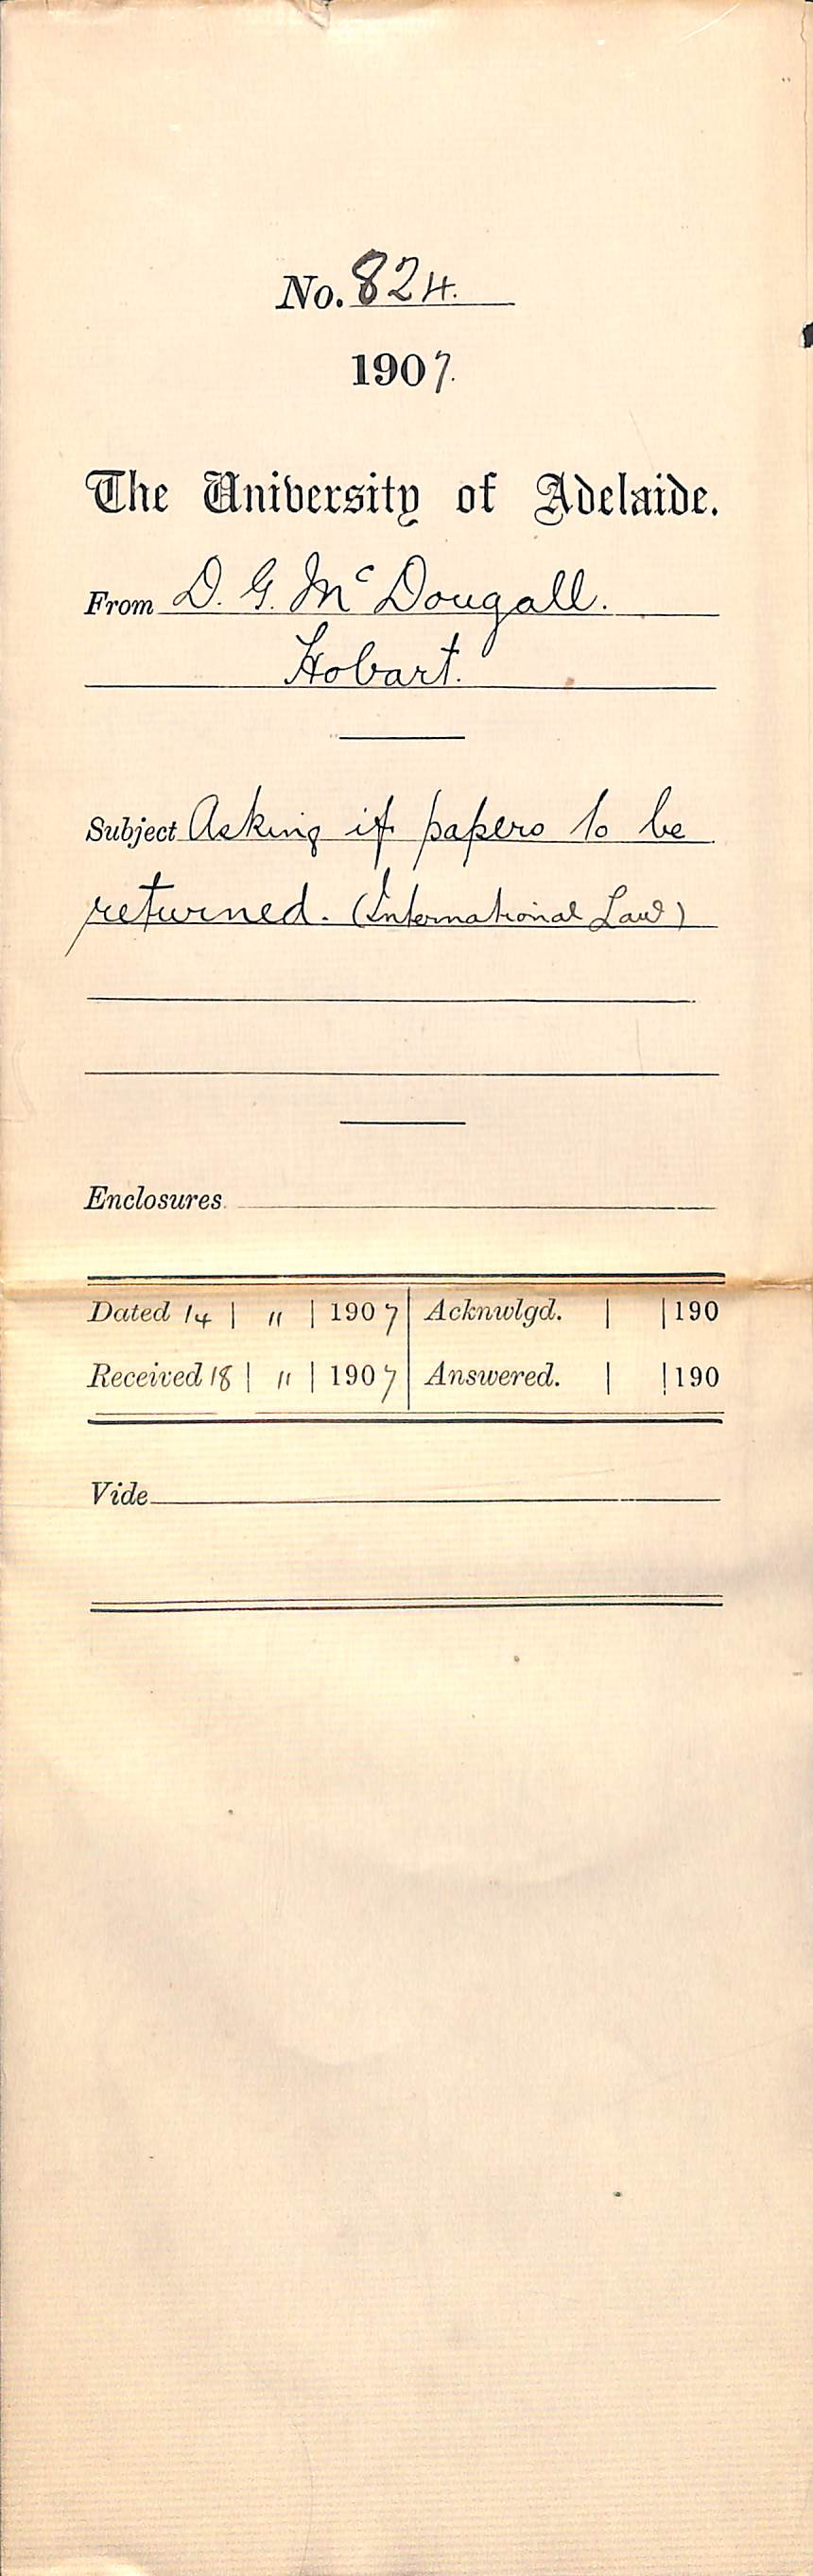 No. 824.
1907.
The University of Adelaide.
From D. G. McDougall.
Hobart.
Subject Asking if papers to be
returned. (International Law)
Enclosures.
Dated 14 | 11 | 1907 Acknwlgd. | | 190
Received 18 | 11 | 1907 Answered. | | 190
Vide